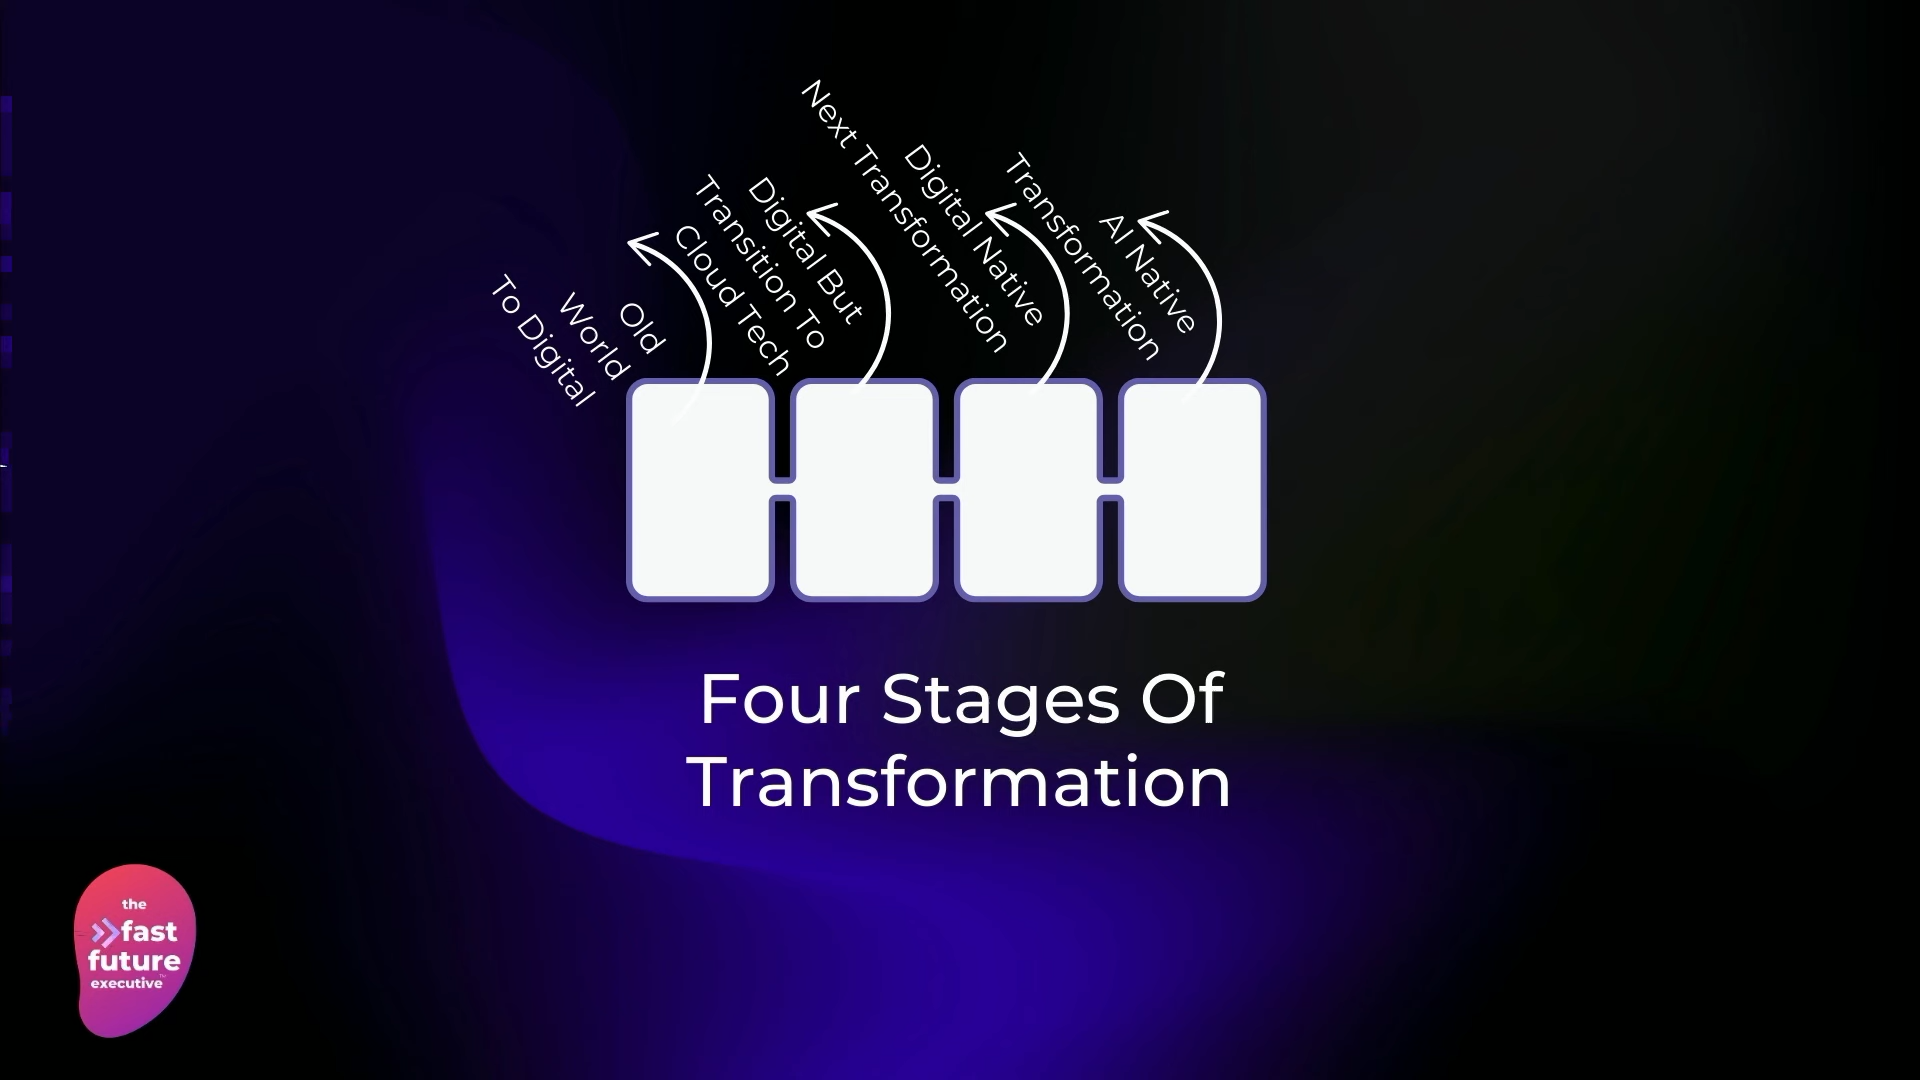 Old
World
To Digital
Digital But
Transition To
Cloud Tech
Digital Native
Next Transformation
AI Native
Transformation
Four Stages Of
Transformation
the
fast
future
executive™